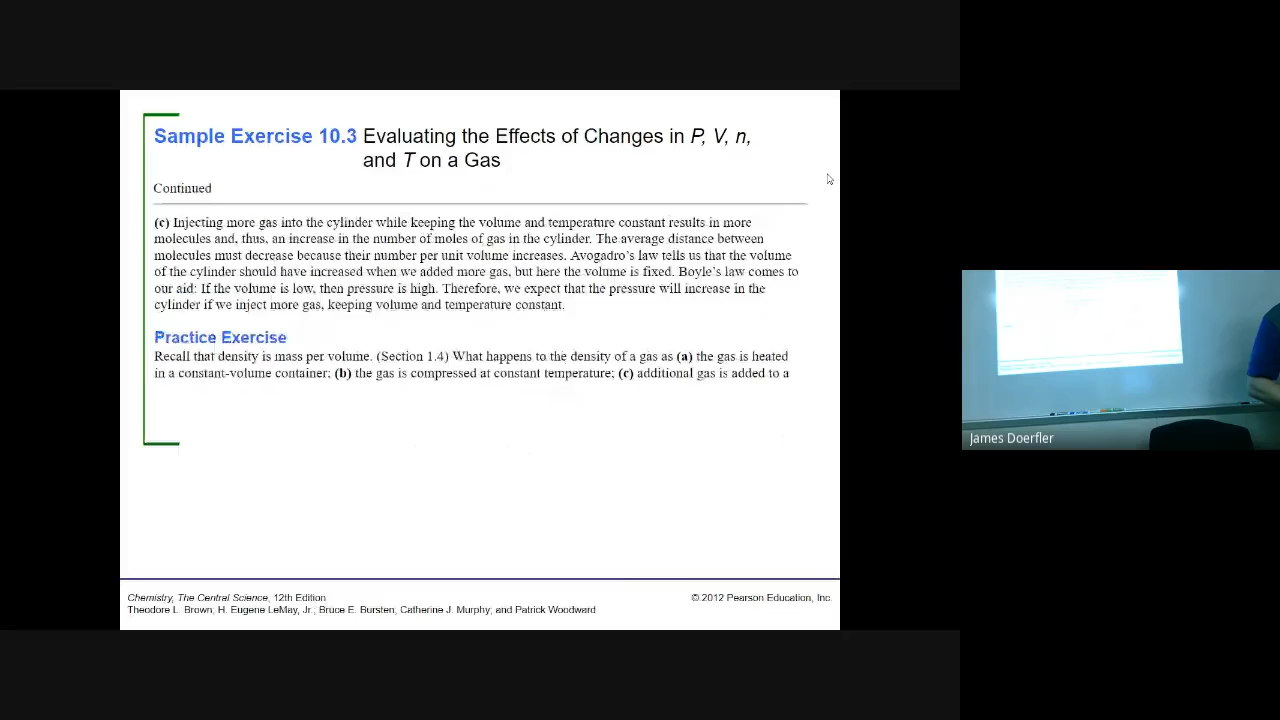 Sample Exercise 10.3 Evaluating the Effects of Changes in P, V, n,
and T on a Gas
Continued
(c) Injecting more gas into the cylinder while keeping the volume and temperature constant results in more
molecules and, thus, an increase in the number of moles of gas in the cylinder. The average distance between
molecules must decrease because their number per unit volume increases. Avogadro's law tells us that the volume
of the cylinder should have increased when we added more gas, but here the volume is fixed. Boyle's law comes to
our aid: If the volume is low, then pressure is high. Therefore, we expect that the pressure will increase in the
cylinder if we inject more gas, keeping volume and temperature constant.
Practice Exercise
Recall that density is mass per volume. (Section 1.4) What happens to the density of a gas as (a) the gas is heated
in a constant-volume container; (b) the gas is compressed at constant temperature; (c) additional gas is added to a
Chemistry, The Central Science, 12th Edition
Theodore L. Brown; H. Eugene LeMay, Jr.; Bruce E. Bursten; Catherine J. Murphy; and Patrick Woodward
© 2012 Pearson Education, Inc.
James Doerfler